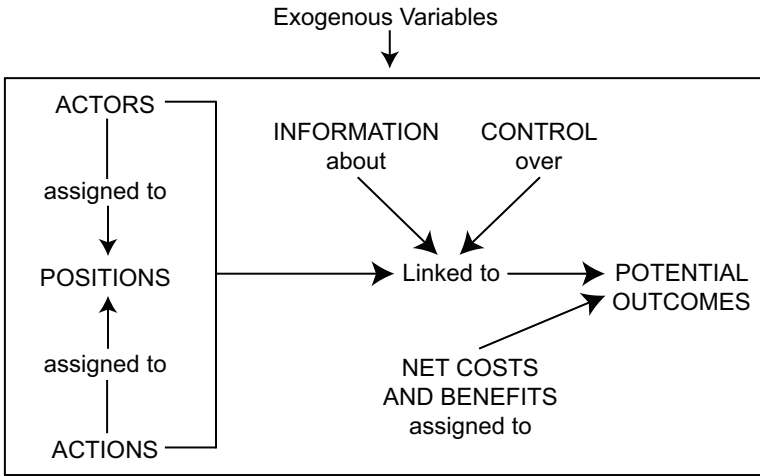 Exogenous Variables
ACTORS
assigned to
POSITIONS
assigned to
ACTIONS
INFORMATION
about
CONTROL
over
Linked to
POTENTIAL
OUTCOMES
NET COSTS
AND BENEFITS
assigned to